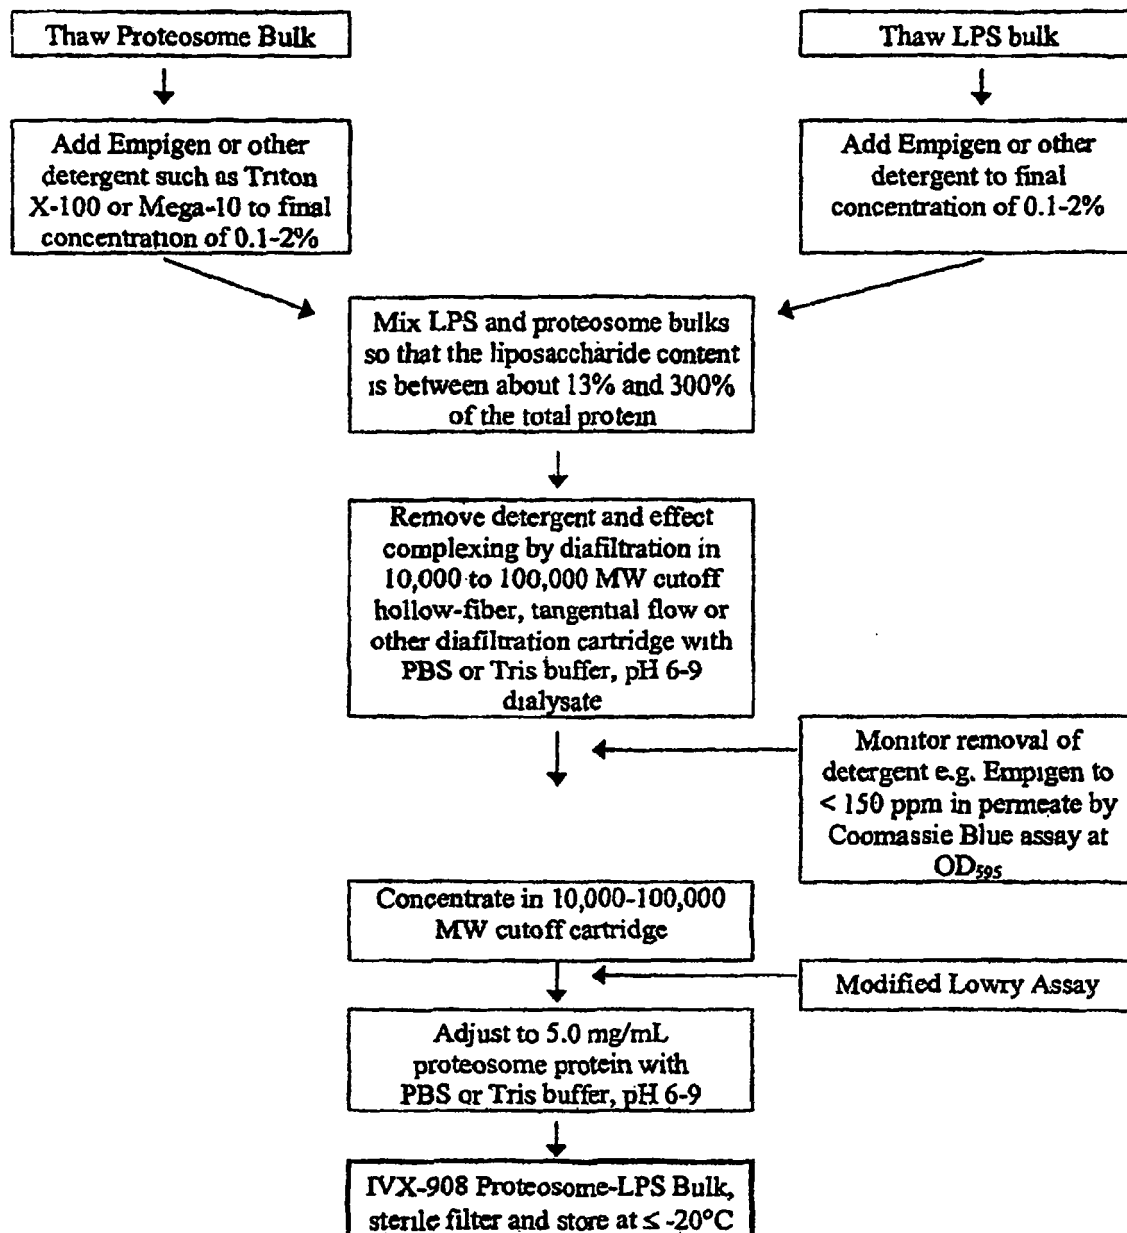 Thaw Proteosome Bulk
Thaw LPS bulk
Add Empigen or other
detergent such as Triton
X-100 or Mega-10 to final
concentration of 0.1-2%
Add Empigen or other
detergent to final
concentration of 0.1-2%
Mix LPS and proteosome bulks
so that the liposaccharide content
is between about 13% and 300%
of the total protein
Remove detergent and effect
complexing by diafiltration in
10,000 to 100,000 MW cutoff
hollow-fiber, tangential flow or
other diafiltration cartridge with
PBS or Tris buffer, pH 6-9
dialysate
Monitor removal of
detergent e.g. Empigen to
< 150 ppm in permeate by
Coomassie Blue assay at
OD₅₉₅
Concentrate in 10,000-100,000
MW cutoff cartridge
Modified Lowry Assay
Adjust to 5.0 mg/mL
proteosome protein with
PBS or Tris buffer, pH 6-9
IVX-908 Proteosome-LPS Bulk,
sterile filter and store at ≤ -20°C